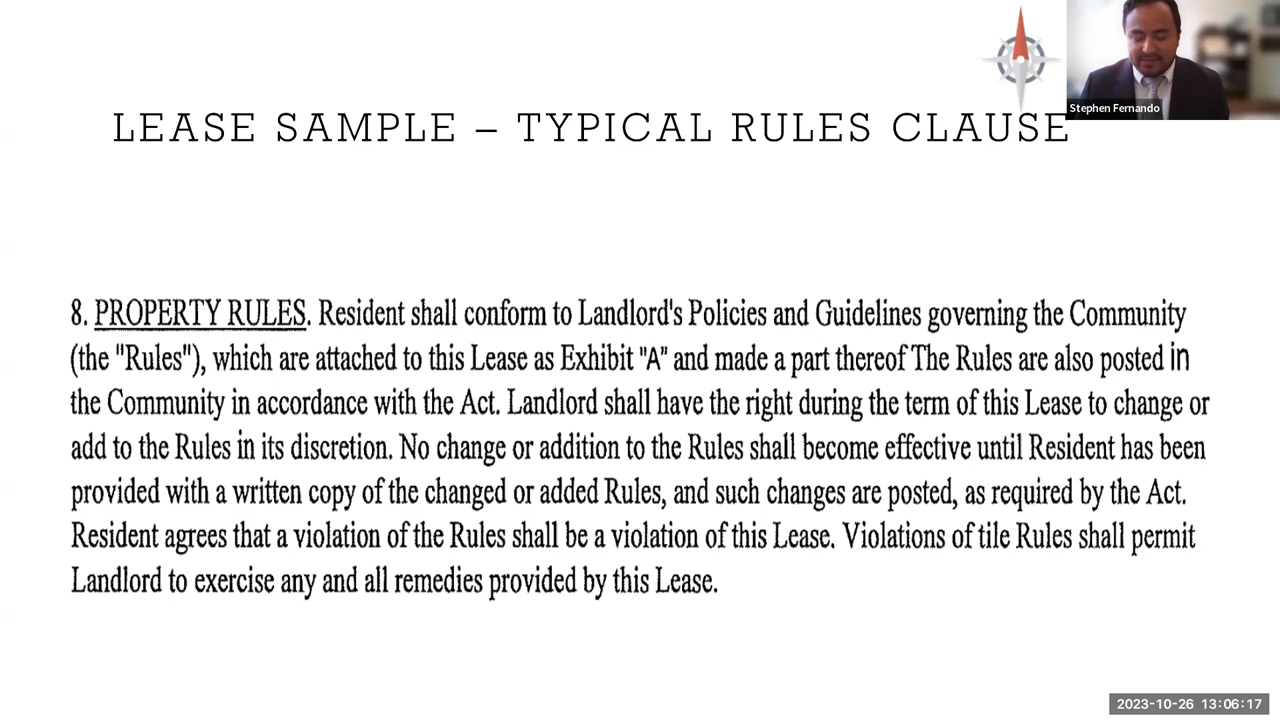 Stephen Fernando
LEASE SAMPLE – TYPICAL RULES CLAUSE
8. PROPERTY RULES. Resident shall conform to Landlord's Policies and Guidelines governing the Community
(the "Rules"), which are attached to this Lease as Exhibit "A" and made a part thereof The Rules are also posted in
the Community in accordance with the Act. Landlord shall have the right during the term of this Lease to change or
add to the Rules in its discretion. No change or addition to the Rules shall become effective until Resident has been
provided with a written copy of the changed or added Rules, and such changes are posted, as required by the Act.
Resident agrees that a violation of the Rules shall be a violation of this Lease. Violations of tile Rules shall permit
Landlord to exercise any and all remedies provided by this Lease.
2023-10-26 13:06:17